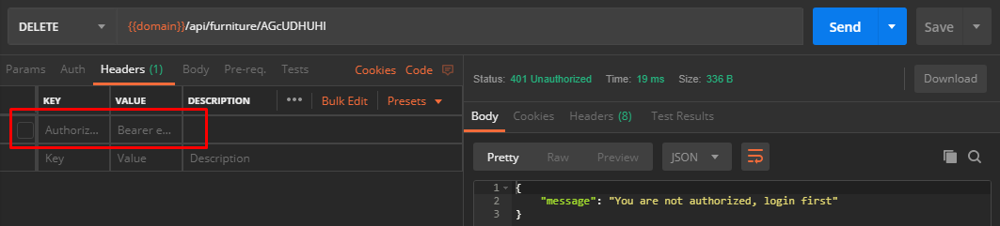 DELETE {{domain}}/api/furniture/AGcUDHUHI Send Save
Params Auth Headers (1) Body Pre-req. Tests Cookies Code
KEY VALUE DESCRIPTION ••• Bulk Edit Presets
Authoriz... Bearer e...
Key Value Description
Status: 401 Unauthorized Time: 19 ms Size: 336 B Download
Body Cookies Headers (8) Test Results
Pretty Raw Preview JSON
1 {
2 "message": "You are not authorized, login first"
3 }